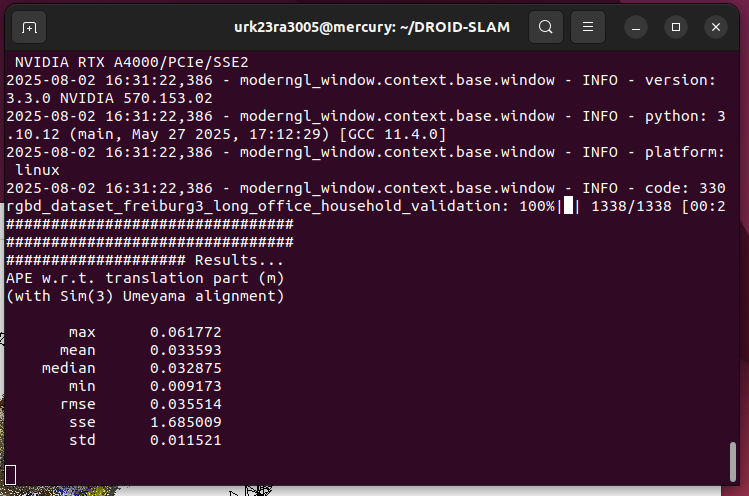 urk23ra3005@mercury: ~/DROID-SLAM
NVIDIA RTX A4000/PCIe/SSE2
2025-08-02 16:31:22,386 - moderngl_window.context.base.window - INFO - version:
3.3.0 NVIDIA 570.153.02
2025-08-02 16:31:22,386 - moderngl_window.context.base.window - INFO - python: 3
.10.12 (main, May 27 2025, 17:12:29) [GCC 11.4.0]
2025-08-02 16:31:22,386 - moderngl_window.context.base.window - INFO - platform:
linux
2025-08-02 16:31:22,386 - moderngl_window.context.base.window - INFO - code: 330
rgbd_dataset_freiburg3_long_office_household_validation: 100%|█| 1338/1338 [00:2
################################
################################
#################### Results...
APE w.r.t. translation part (m)
(with Sim(3) Umeyama alignment)
max 0.061772
mean 0.033593
median 0.032875
min 0.009173
rmse 0.035514
sse 1.685009
std 0.011521